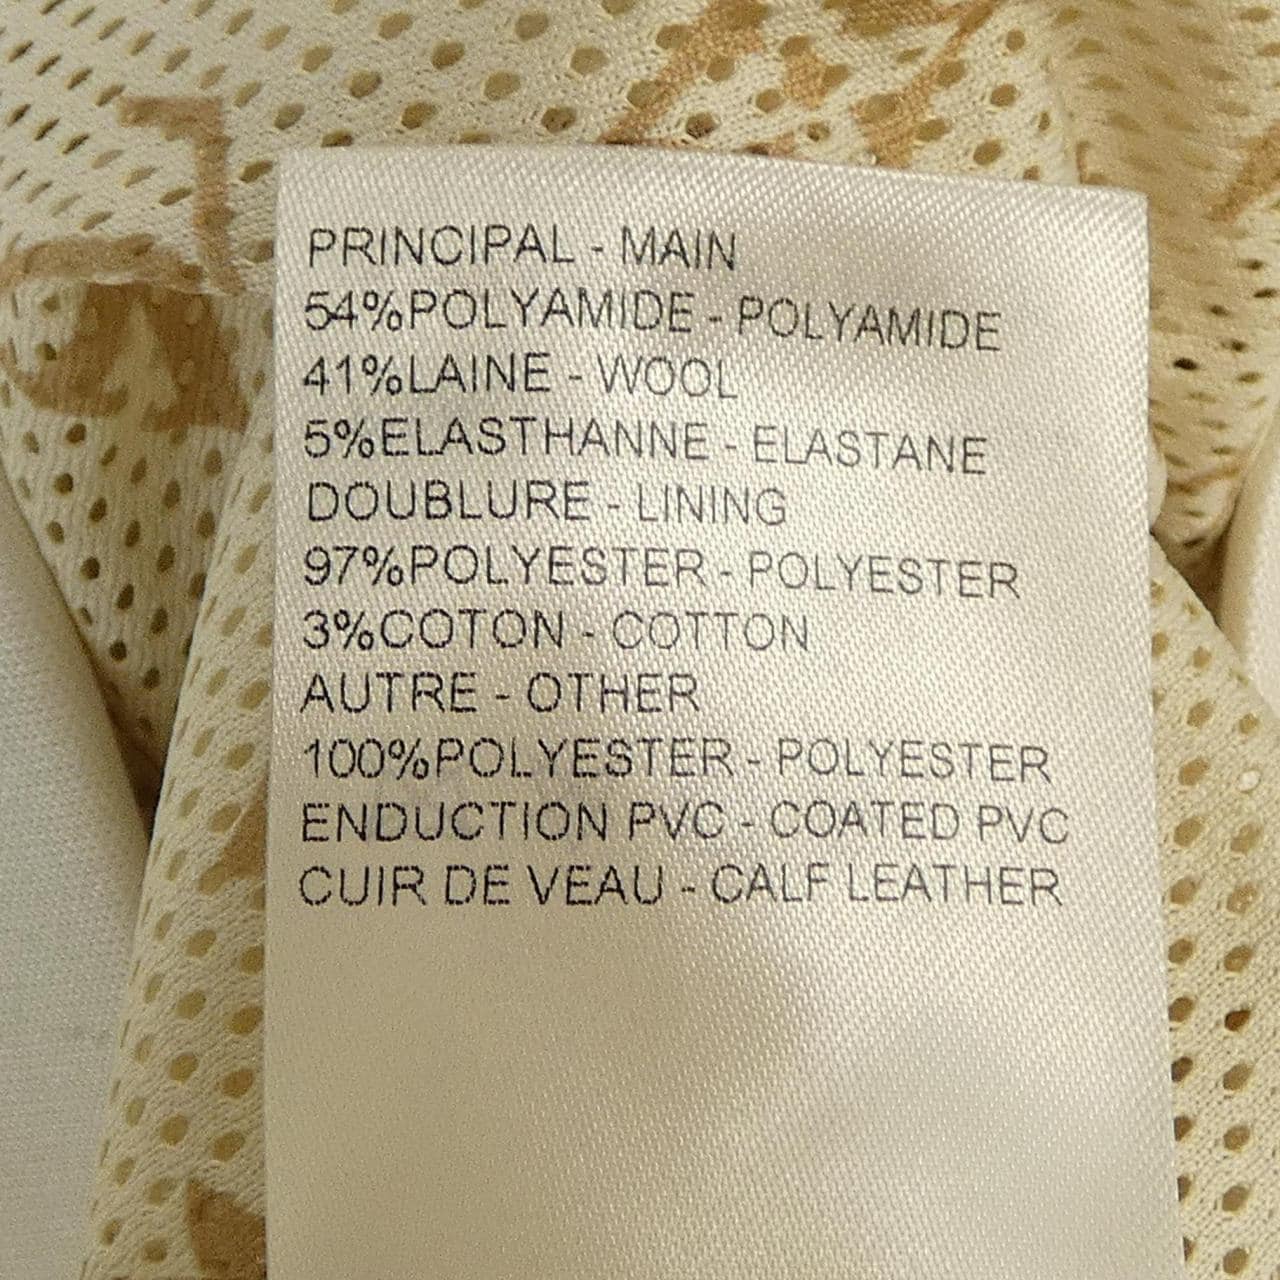 PRINCIPAL - MAIN
54%POLYAMIDE - POLYAMIDE
41%LAINE - WOOL
5%ELASTHANNE - ELASTANE
DOUBLURE - LINING
97%POLYESTER - POLYESTER
3%COTON - COTTON
AUTRE - OTHER
100%POLYESTER - POLYESTER
ENDUCTION PVC - COATED PVC
CUIR DE VEAU - CALF LEATHER